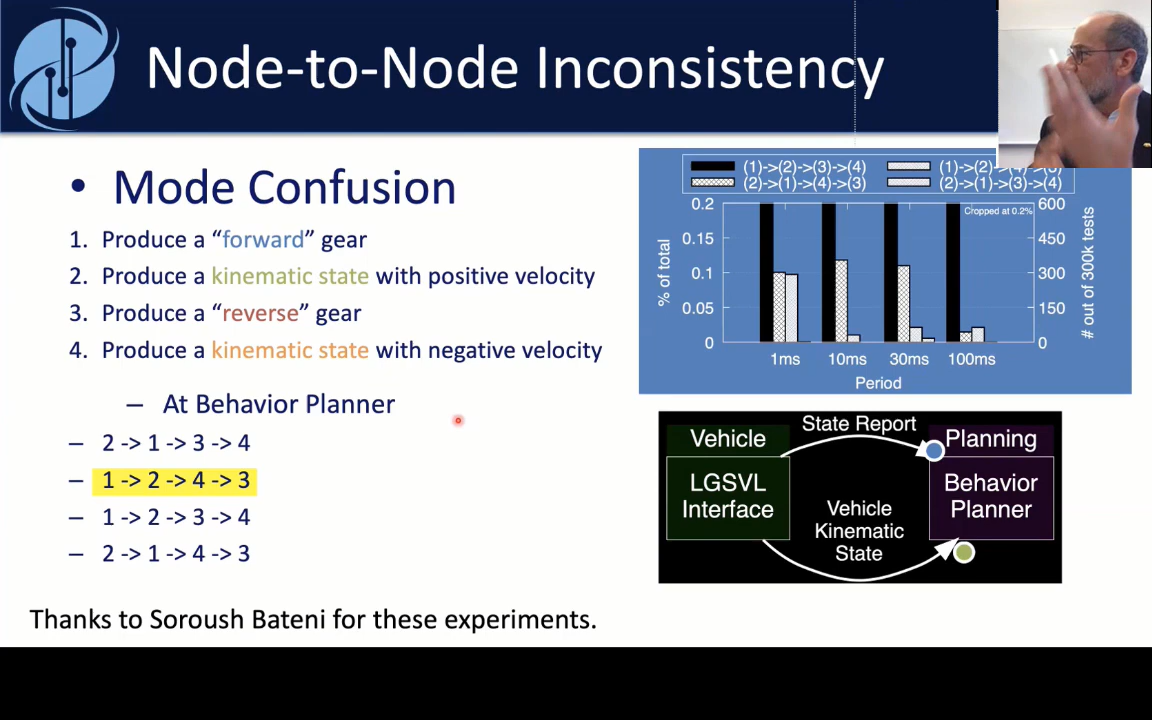 Node-to-Node Inconsistency
• Mode Confusion
1. Produce a “forward” gear
2. Produce a kinematic state with positive velocity
3. Produce a “reverse” gear
4. Produce a kinematic state with negative velocity
– At Behavior Planner
– 2 -> 1 -> 3 -> 4
– 1 -> 2 -> 4 -> 3
– 1 -> 2 -> 3 -> 4
– 2 -> 1 -> 4 -> 3
Thanks to Soroush Bateni for these experiments.
(1)->(2)->(3)->(4)
(1)->(2)->(4)->(3)
(2)->(1)->(4)->(3)
(2)->(1)->(3)->(4)
Cropped at 0.2%
% of total
0.2
0.15
0.1
0.05
0
600
450
300
150
0
# out of 300k tests
1ms 10ms 30ms 100ms
Period
State Report
Vehicle
Planning
LGSVL
Interface
Behavior
Planner
Vehicle
Kinematic
State